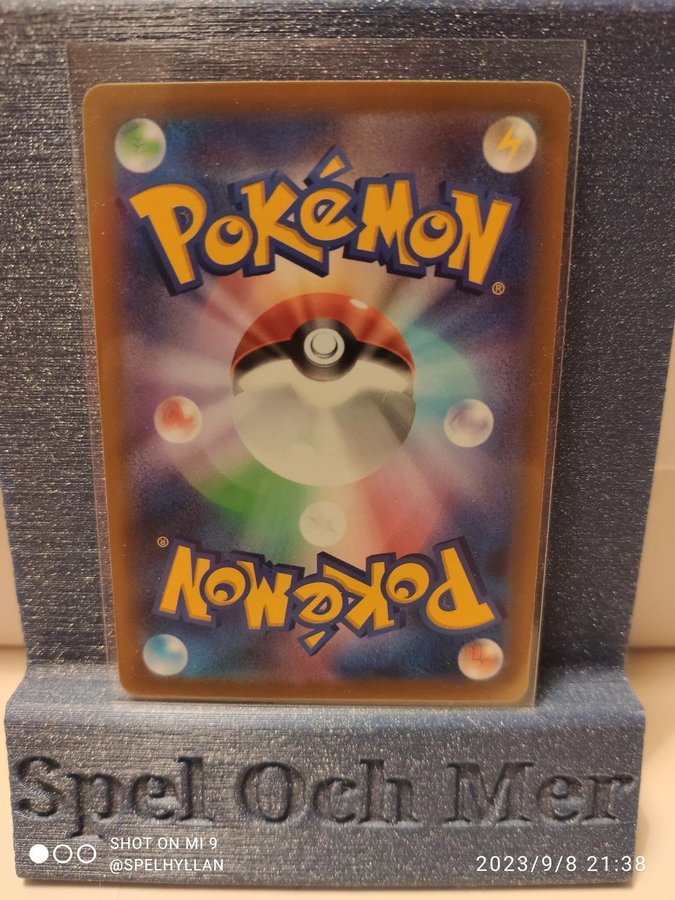 POKéMON
®
®
POKéMON
Spel Och Mer
SHOT ON MI 9
@SPELHYLLAN
2023/9/8 21:38